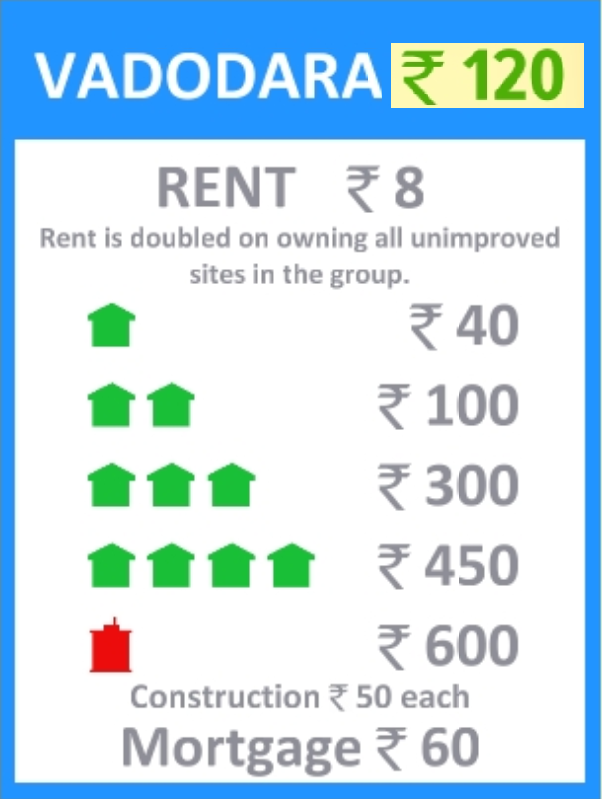 VADODARA ₹ 120
RENT ₹ 8
Rent is doubled on owning all unimproved
sites in the group.
₹ 40
₹ 100
₹ 300
₹ 450
₹ 600
Construction ₹ 50 each
Mortgage ₹ 60